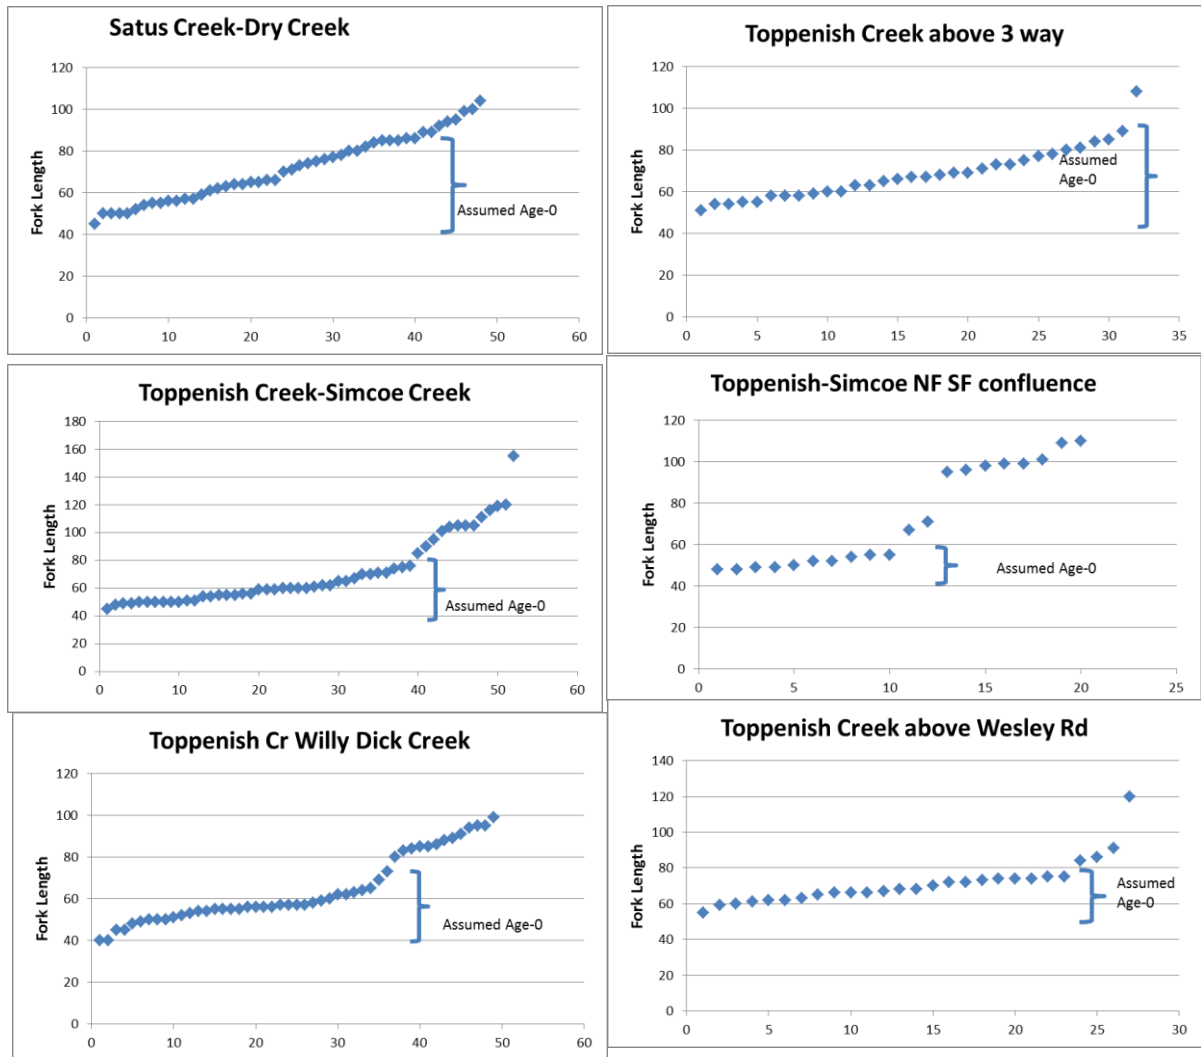 Satus Creek-Dry Creek
Fork Length
120
100
80
60
40
20
0
0 10 20 30 40 50 60
Assumed Age-0
Toppenish Creek above 3 way
Fork Length
120
100
80
60
40
20
0
0 5 10 15 20 25 30 35
Assumed
Age-0
Toppenish Creek-Simcoe Creek
Fork Length
180
160
140
120
100
80
60
40
20
0
0 10 20 30 40 50 60
Assumed Age-0
Toppenish-Simcoe NF SF confluence
Fork Length
120
100
80
60
40
20
0
0 5 10 15 20 25
Assumed Age-0
Toppenish Cr Willy Dick Creek
Fork Length
120
100
80
60
40
20
0
0 10 20 30 40 50 60
Assumed Age-0
Toppenish Creek above Wesley Rd
Fork Length
140
120
100
80
60
40
20
0
0 5 10 15 20 25 30
Assumed
Age-0